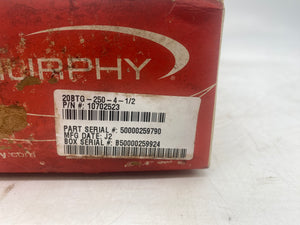 MURPHY
20BTG-250-4-1/2
P/N #: 10702523
PART SERIAL #: 50000259790
MFG DATE: J2
BOX SERIAL #: B50000259924